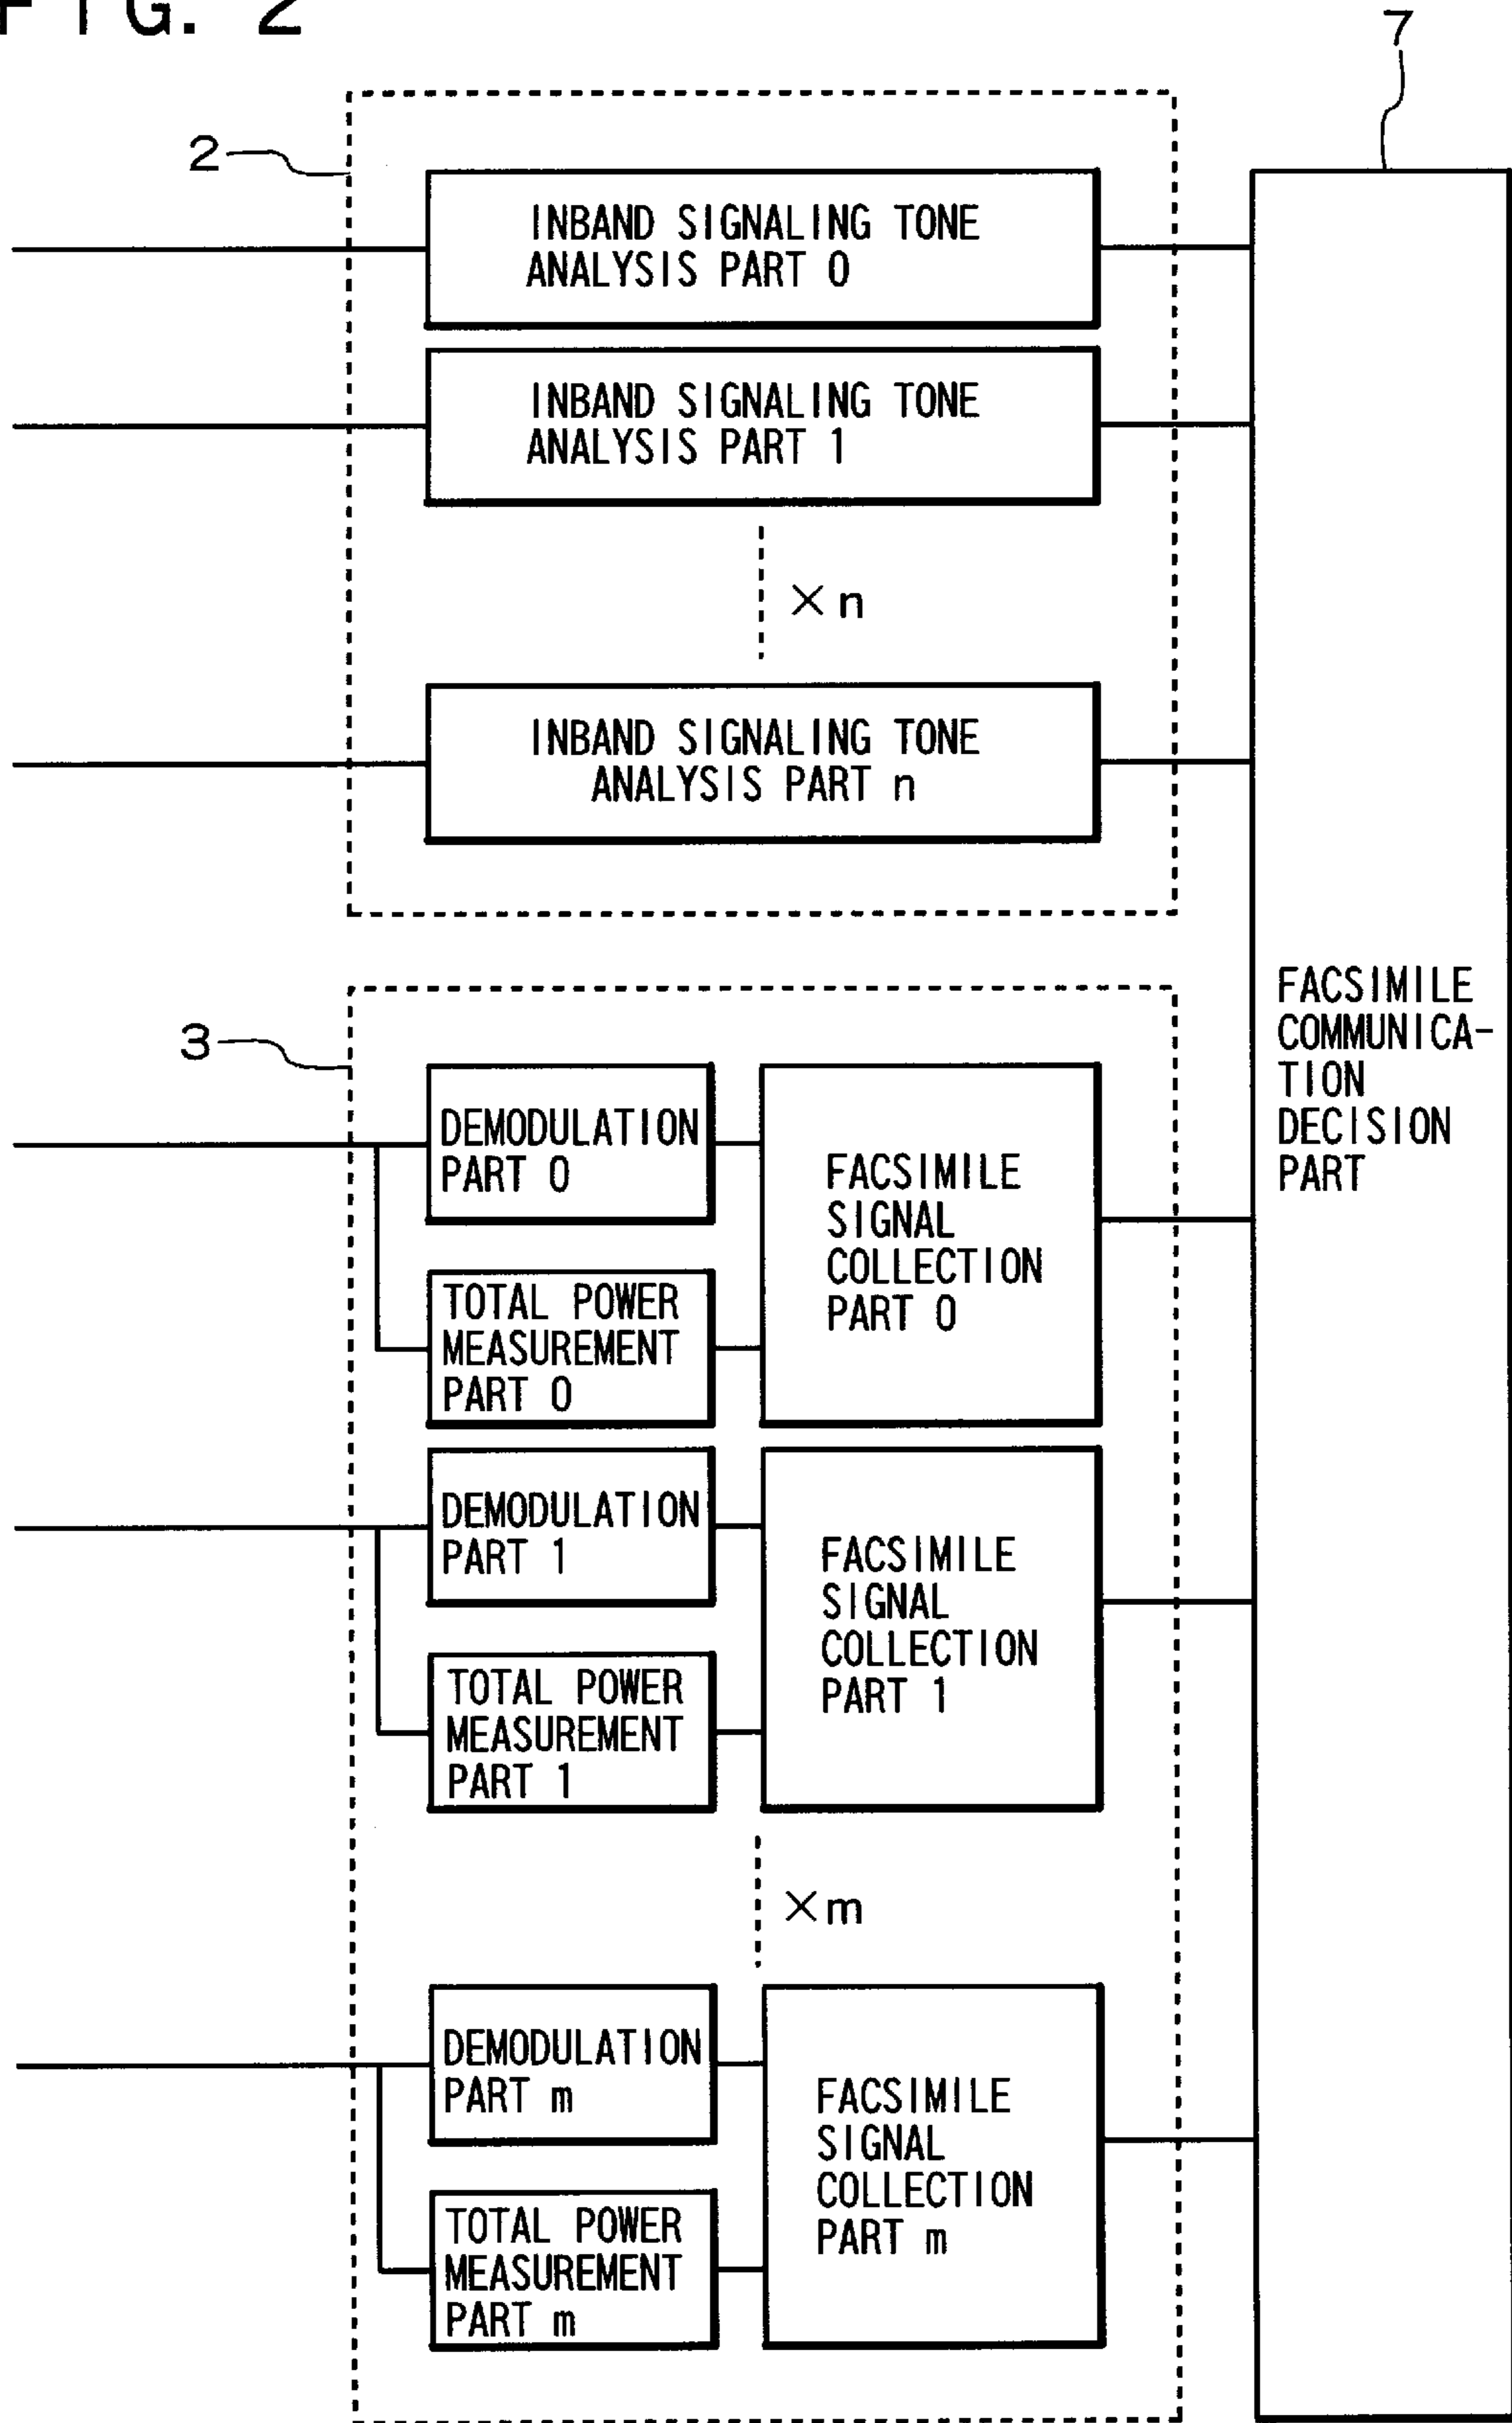 FIG. 2
7
2
INBAND SIGNALING TONE
ANALYSIS PART 0
INBAND SIGNALING TONE
ANALYSIS PART 1
×n
INBAND SIGNALING TONE
ANALYSIS PART n
FACSIMILE
COMMUNICA-
TION
DECISION
PART
3
DEMODULATION
PART 0
TOTAL POWER
MEASUREMENT
PART 0
FACSIMILE
SIGNAL
COLLECTION
PART 0
DEMODULATION
PART 1
TOTAL POWER
MEASUREMENT
PART 1
FACSIMILE
SIGNAL
COLLECTION
PART 1
×m
DEMODULATION
PART m
TOTAL POWER
MEASUREMENT
PART m
FACSIMILE
SIGNAL
COLLECTION
PART m